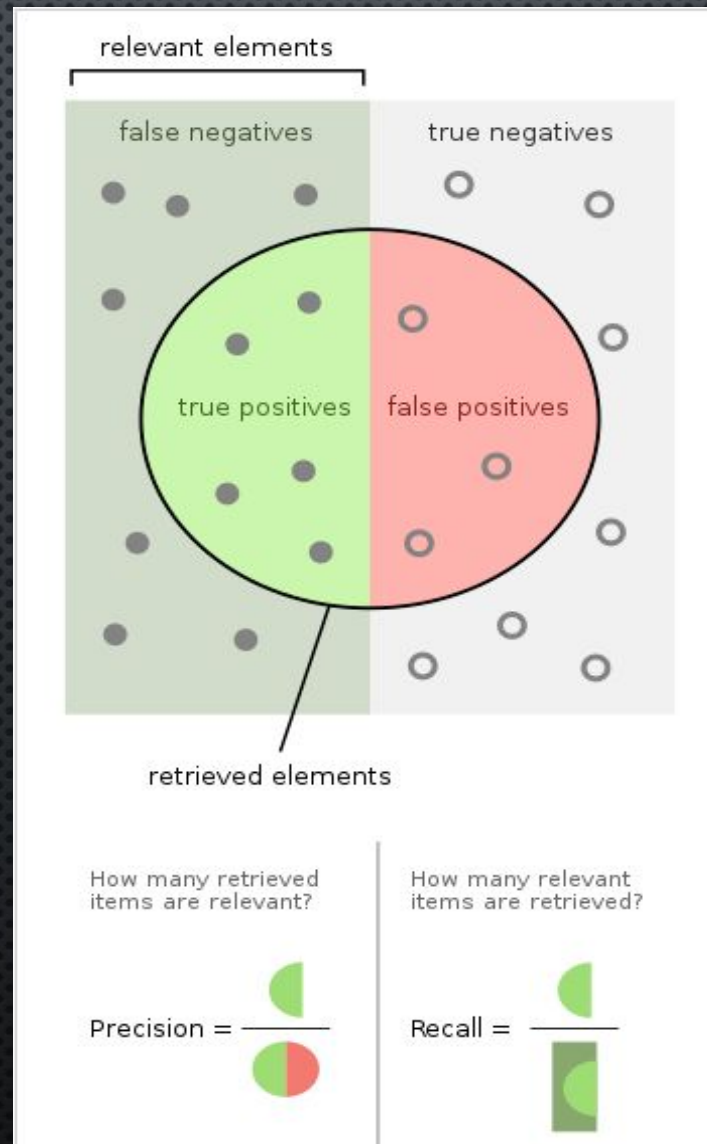 relevant elements
false negatives
true negatives
true positives
false positives
retrieved elements
How many retrieved
items are relevant?
Precision =
How many relevant
items are retrieved?
Recall =